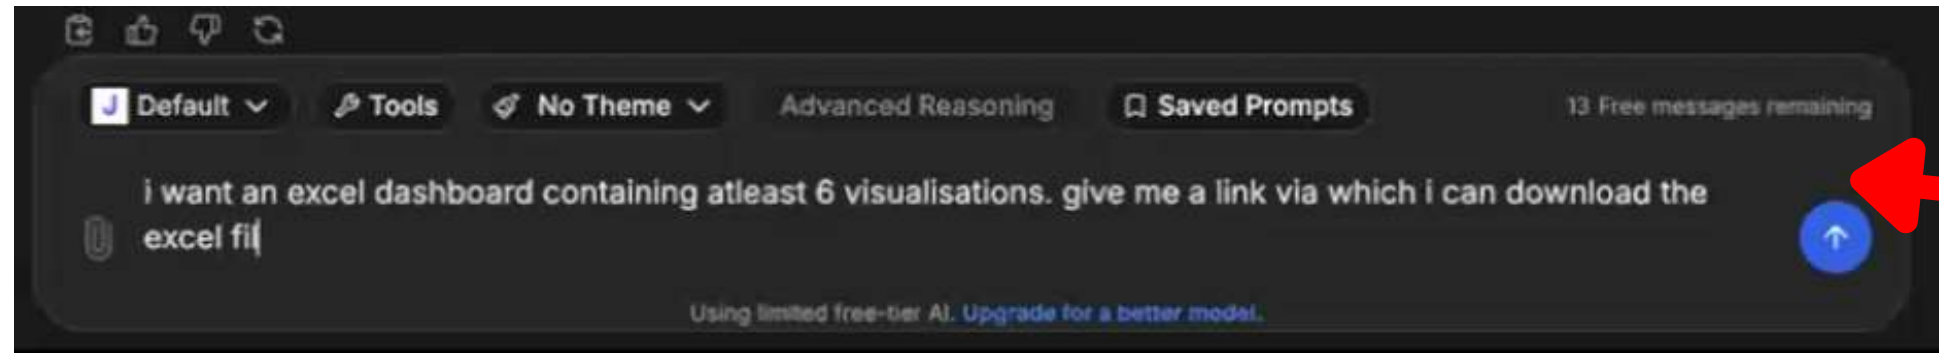 J Default
Tools
No Theme
Advanced Reasoning
Saved Prompts
13 Free messages remaining
i want an excel dashboard containing atleast 6 visualisations. give me a link via which i can download the
excel fil
Using limited free-tier AI. Upgrade for a better model.